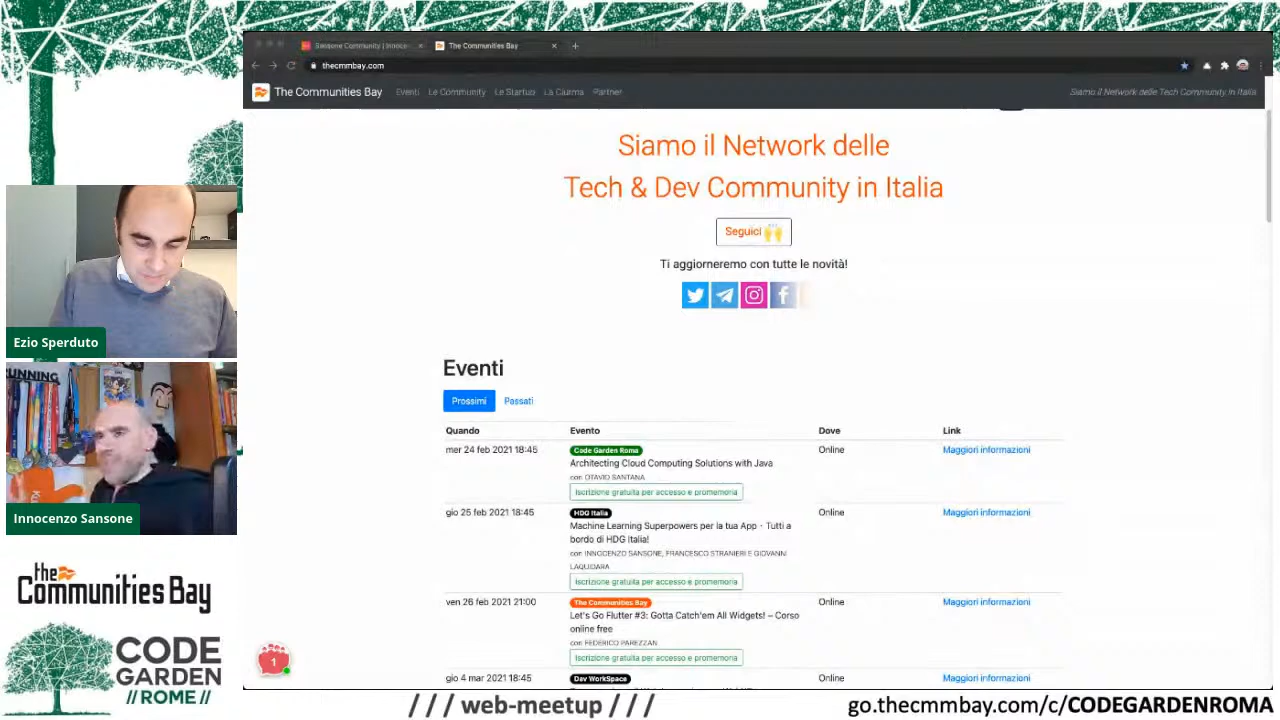 Sansone Community | Innoce
The Communities Bay
thecmmbay.com
The Communities Bay
Eventi
Le Community
Le Startup
La Ciurma
Partner
Siamo il Network delle Tech Community in Italia
Siamo il Network delle
Tech & Dev Community in Italia
Seguici
Ti aggiorneremo con tutte le novità!
Eventi
Prossimi
Passati
Quando Evento Dove Link
mer 24 feb 2021 18:45 Code Garden Roma Online Maggiori informazioni
Architecting Cloud Computing Solutions with Java
con OTAVIO SANTANA
Iscrizione gratuita per accesso e promemoria
gio 25 feb 2021 18:45 HDG Italia Online Maggiori informazioni
Machine Learning Superpowers per la tua App - Tutti a
bordo di HDG Italia!
con INNOCENZO SANSONE, FRANCESCO STRANIERI E GIOVANNI
LAQUIDARA
Iscrizione gratuita per accesso e promemoria
ven 26 feb 2021 21:00 The Communities Bay Online Maggiori informazioni
Let's Go Flutter #3: Gotta Catch'em All Widgets! – Corso
online free
con FEDERICO PAREZZAN
Iscrizione gratuita per accesso e promemoria
gio 4 mar 2021 18:45 Dev WorkSpace Online Maggiori informazioni
1
Ezio Sperduto
UNNING
Innocenzo Sansone
the
Communities Bay
CODE
GARDEN
// ROME //
/ / / web-meetup / / /
go.thecmmbay.com/c/CODEGARDENROMA